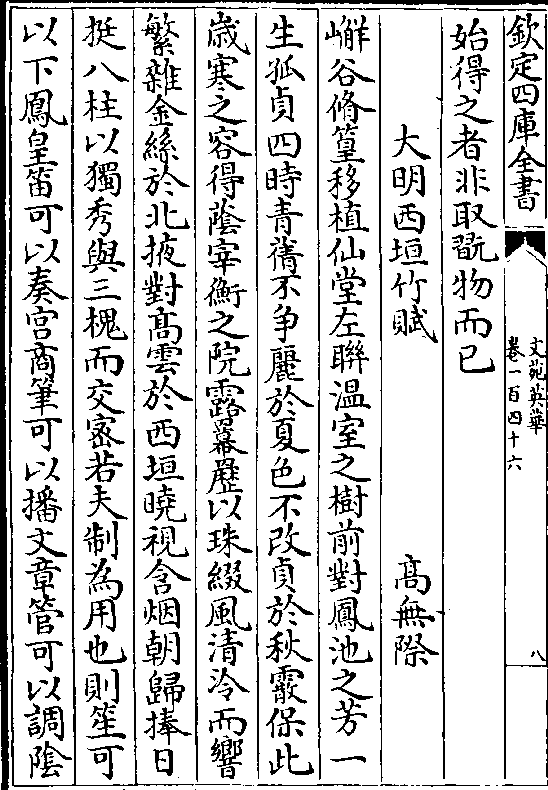 欽定四庫全書
文苑英華
卷一百四十六
八
始得之者非取翫物而已
大明西垣竹賦
髙無際
嶰谷脩篁移植仙堂左聯温室之樹前對鳳池之芳一
生孤貞四時青蒨不争麗於夏色不改貞於秋霰保此
歳寒之容得蔭宰衡之院露冪歴以珠綴風清泠而響
繁雜金絲於北掖對髙雲於西垣曉視含烟朝歸捧日
挺八柱以獨秀與三槐而交宻若夫制為用也則笙可
以下鳳皇笛可以奏宫商筆可以播文章管可以調陰